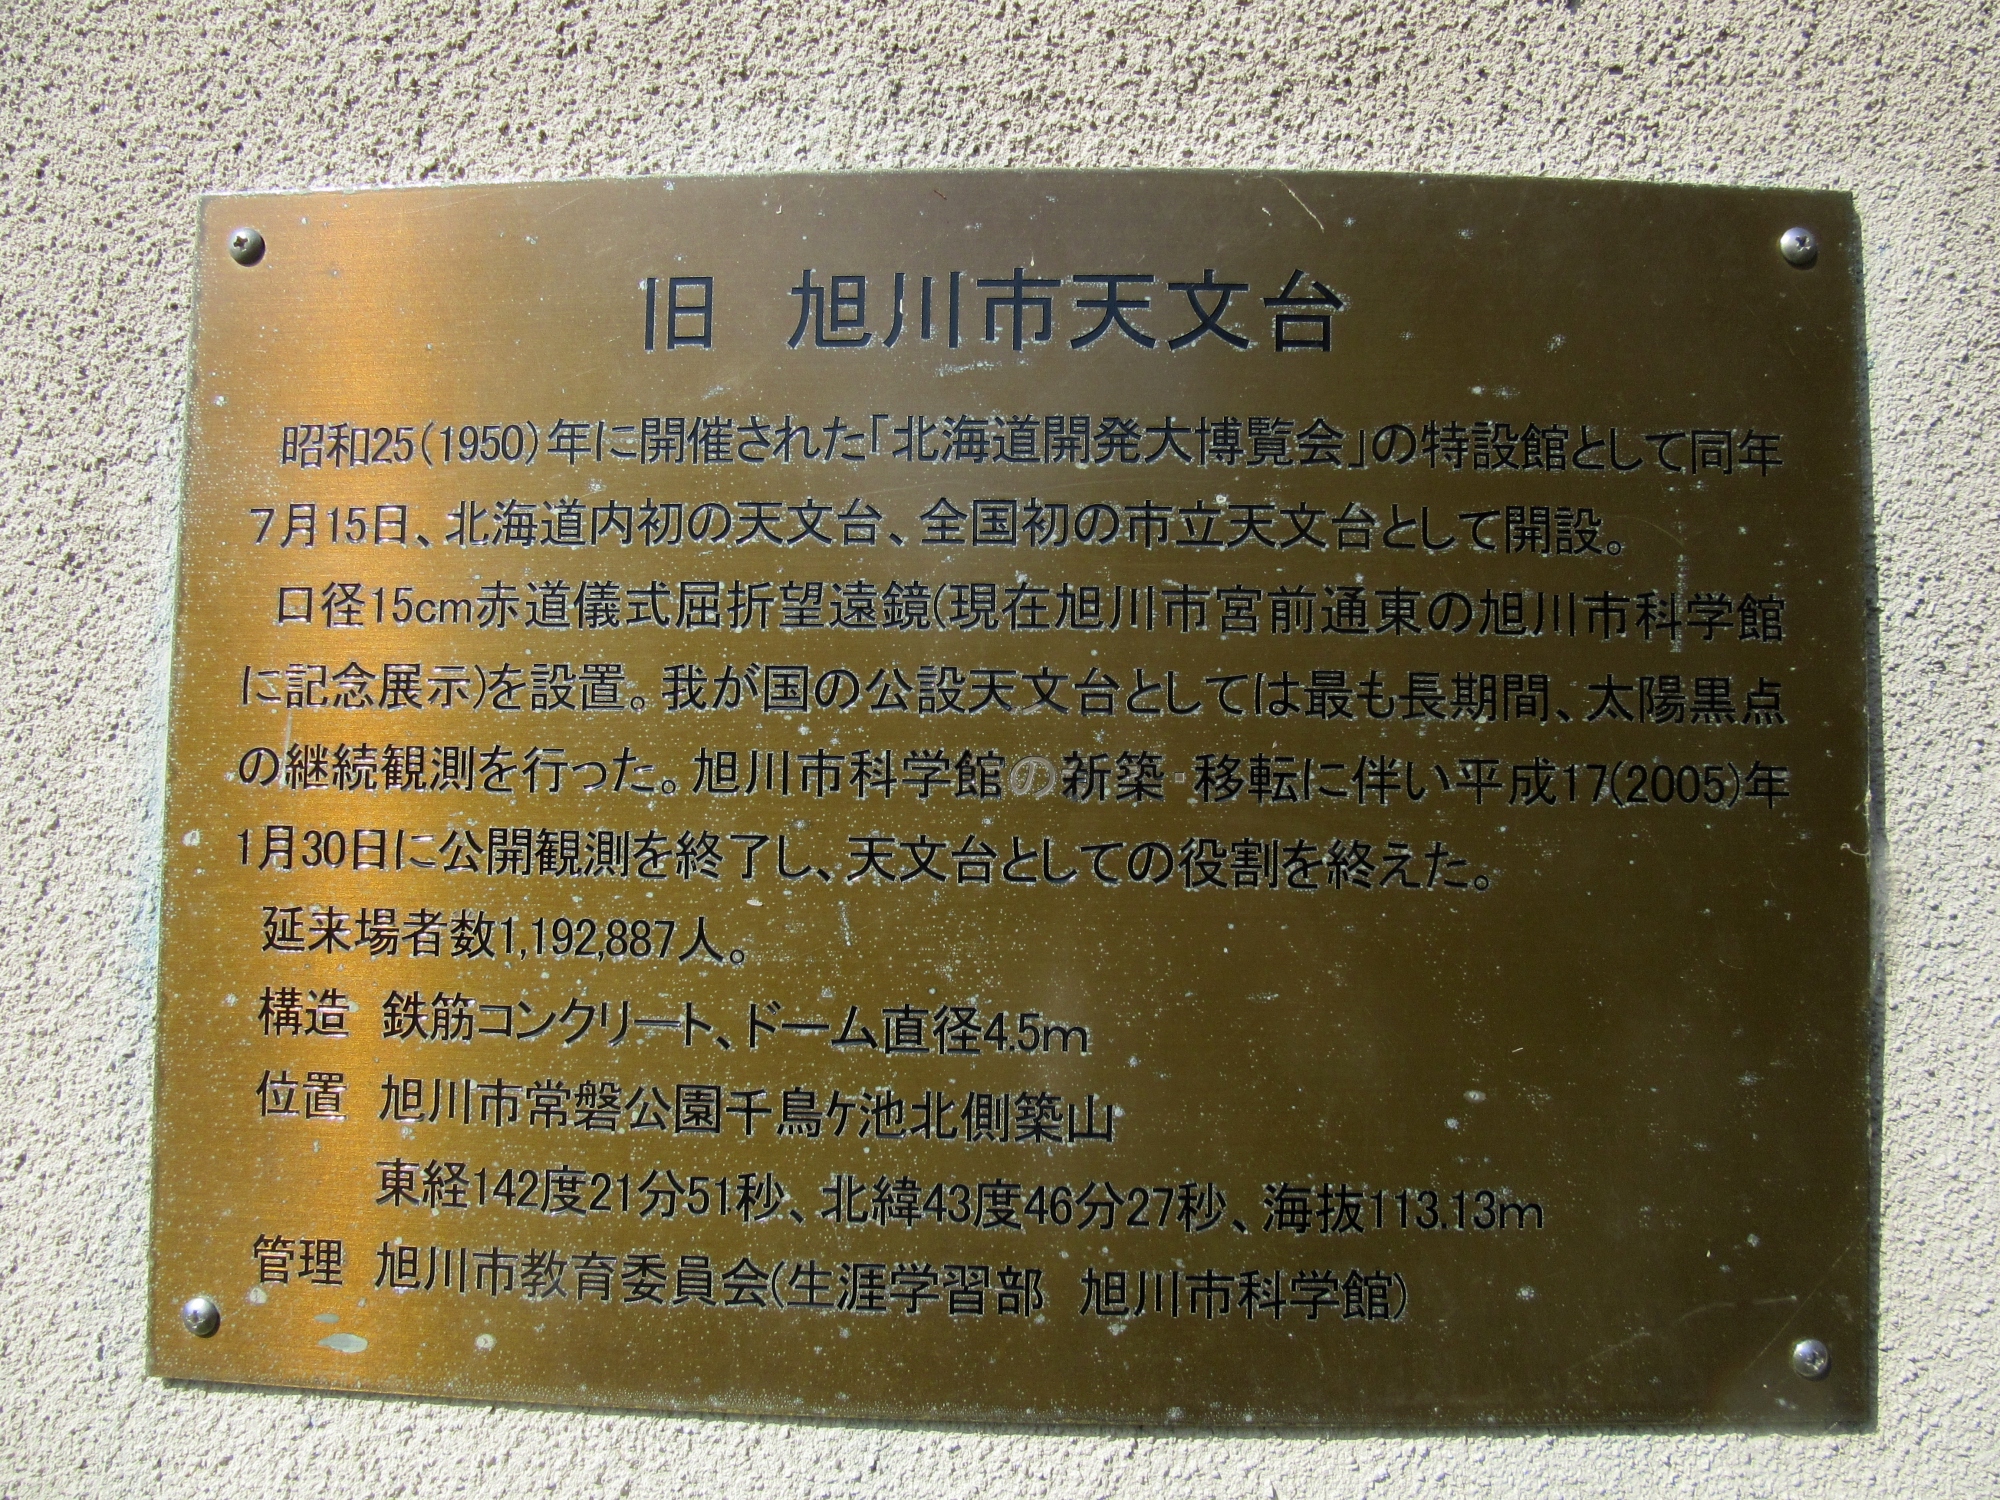 旧　旭川市天文台
昭和25(1950)年に開催された「北海道開発大博覧会」の特設館として同年
7月15日、北海道内初の天文台、全国初の市立天文台として開設。
口径15cm赤道儀式屈折望遠鏡(現在旭川市宮前通東の旭川市科学館
に記念展示)を設置。我が国の公設天文台としては最も長期間、太陽黒点
の継続観測を行った。旭川市科学館の新築・移転に伴い平成17(2005)年
1月30日に公開観測を終了し、天文台としての役割を終えた。
延来場者数1,192,887人。
構造　鉄筋コンクリート、ドーム直径4.5m
位置　旭川市常磐公園千鳥ケ池北側築山
東経142度21分51秒、北緯43度46分27秒、海抜113.13m
管理　旭川市教育委員会(生涯学習部　旭川市科学館)